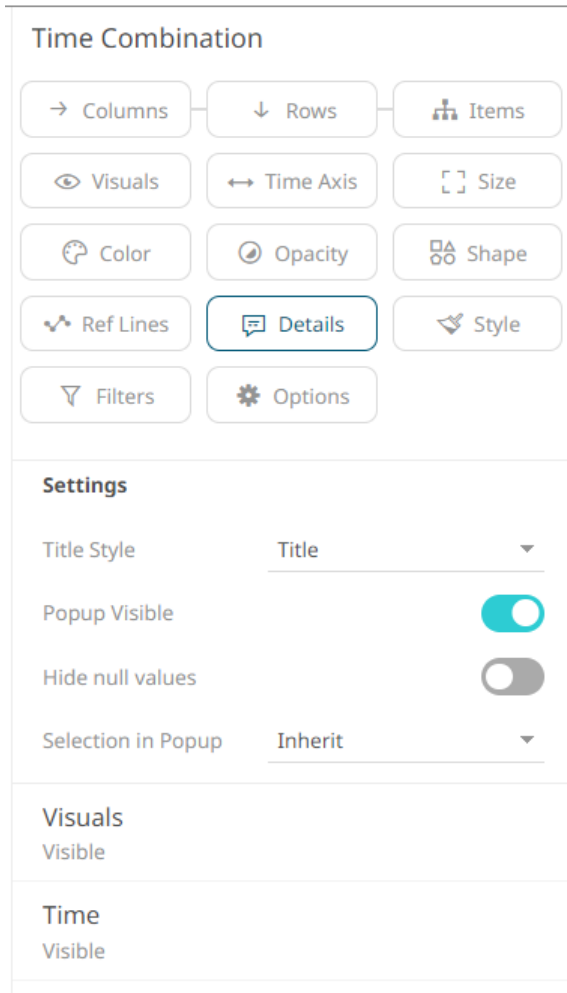 Time Combination
Columns Rows Items
Visuals Time Axis Size
Color Opacity Shape
Ref Lines Details Style
Filters Options
Settings
Title Style Title
Popup Visible
Hide null values
Selection in Popup Inherit
Visuals
Visible
Time
Visible